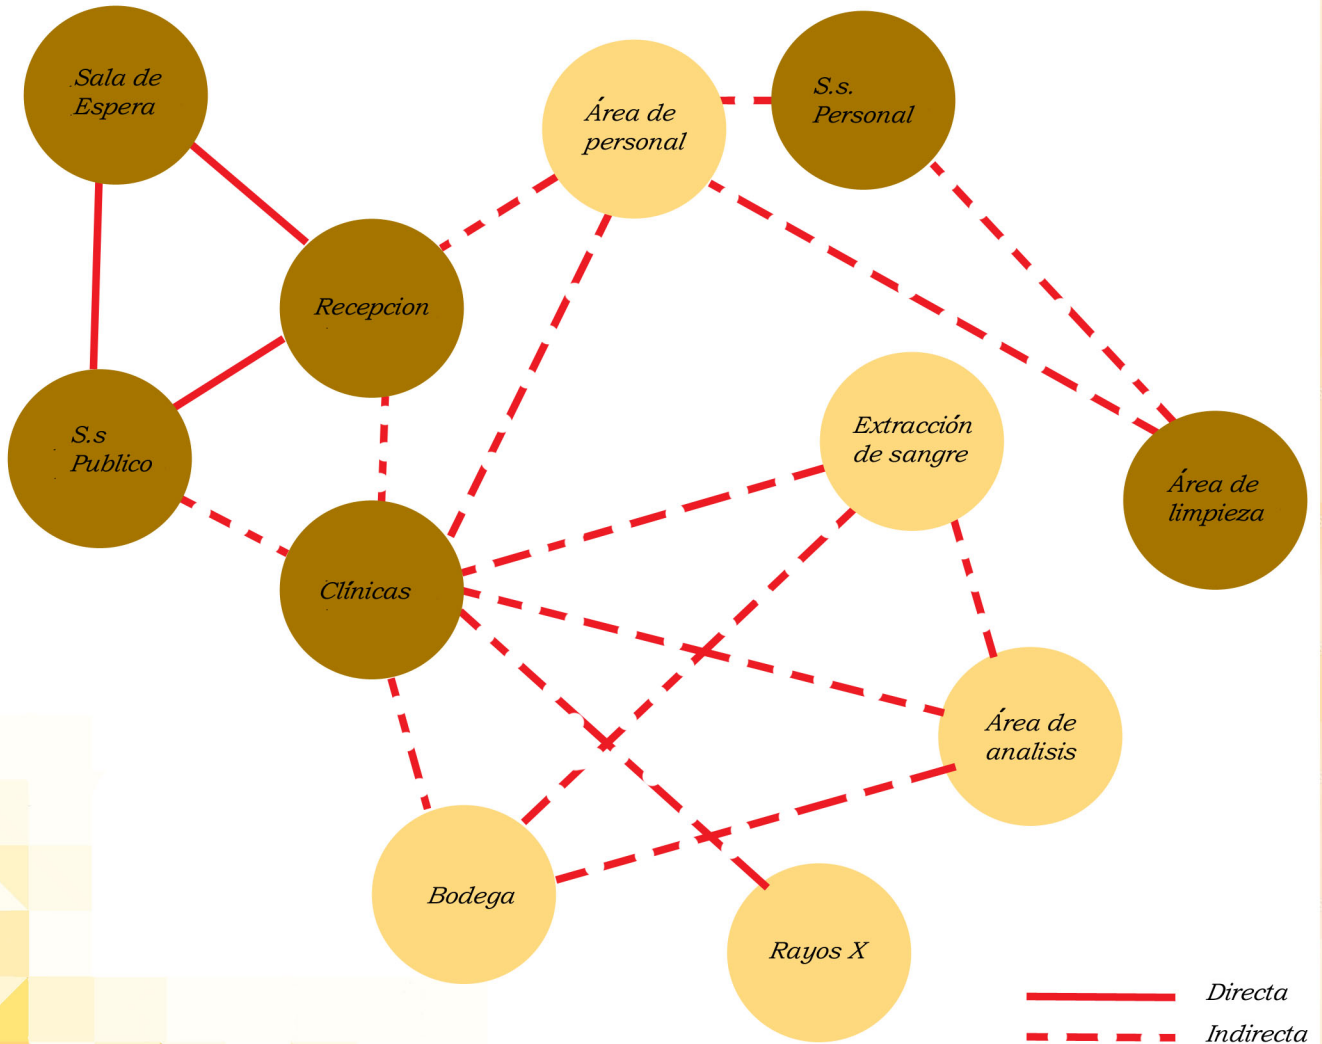 Sala de
Espera
Área de
personal
S.s.
Personal
Recepcion
S.s
Publico
Extracción
de sangre
Área de
limpieza
Clínicas
Área de
analisis
Bodega
Rayos X
Directa
Indirecta